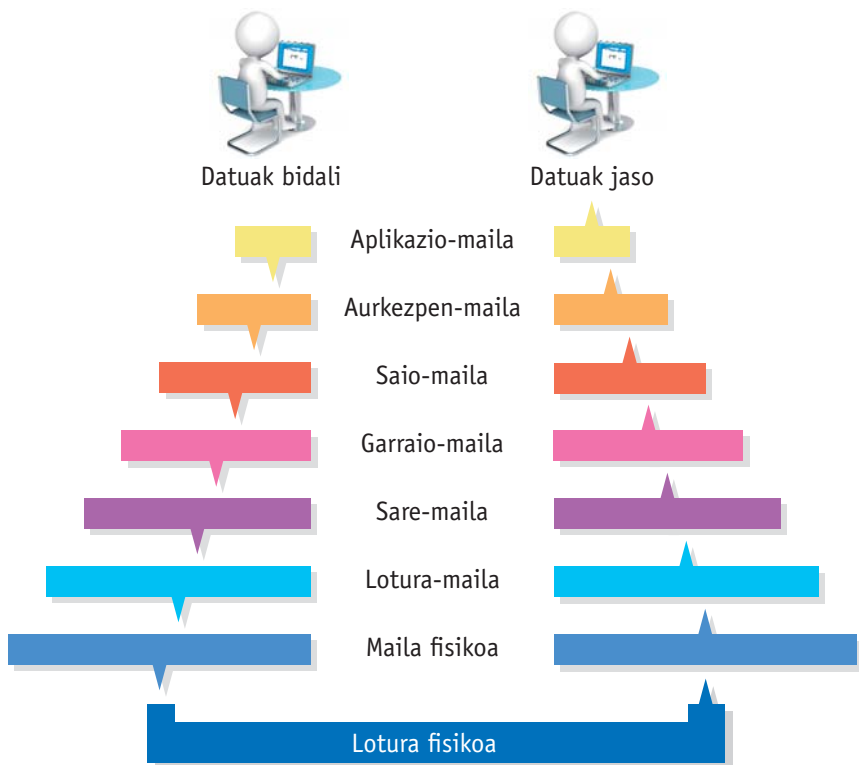 Datuak bidali
Datuak jaso
Aplikazio-maila
Aurkezpen-maila
Saio-maila
Garraio-maila
Sare-maila
Lotura-maila
Maila fisikoa
Lotura fisikoa